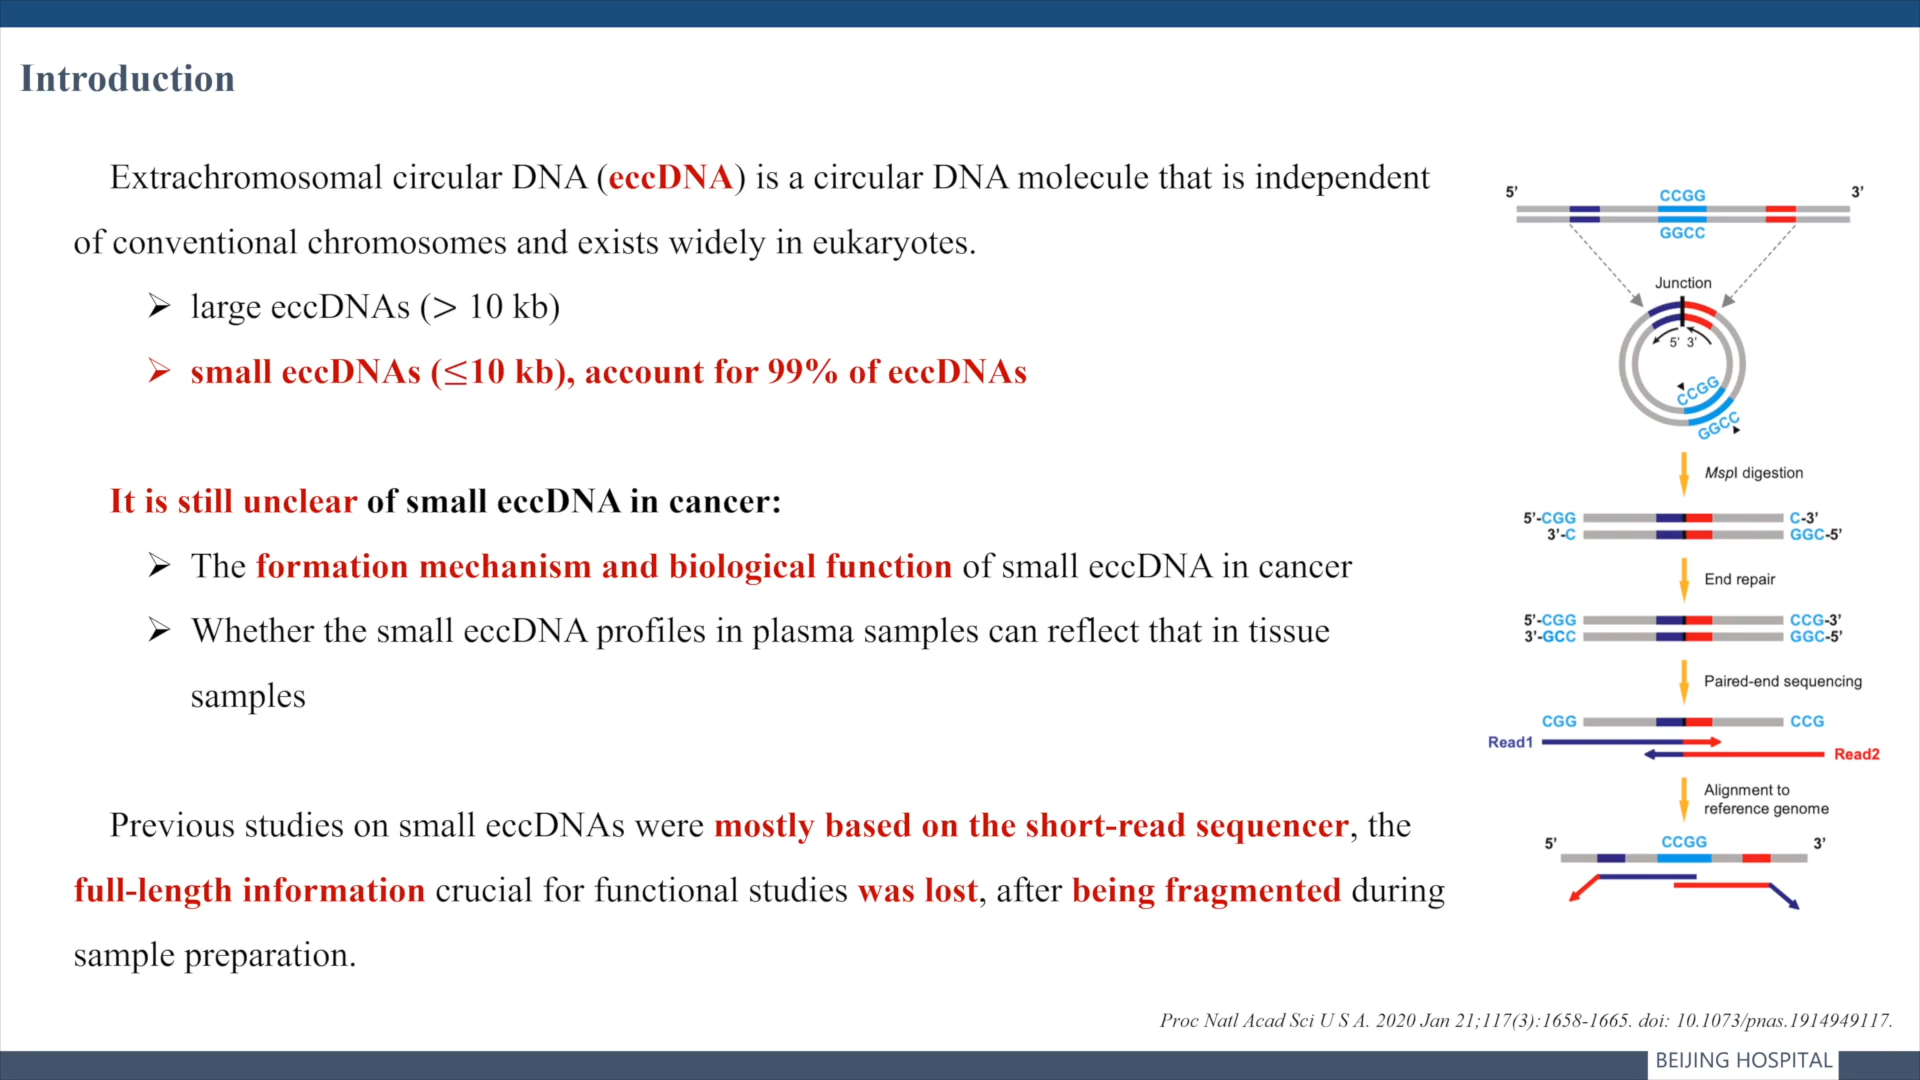 Introduction
Extrachromosomal circular DNA (eccDNA) is a circular DNA molecule that is independent
of conventional chromosomes and exists widely in eukaryotes.
➢ large eccDNAs (> 10 kb)
➢ small eccDNAs (≤10 kb), account for 99% of eccDNAs
It is still unclear of small eccDNA in cancer:
➢ The formation mechanism and biological function of small eccDNA in cancer
➢ Whether the small eccDNA profiles in plasma samples can reflect that in tissue
samples
Previous studies on small eccDNAs were mostly based on the short-read sequencer, the
full-length information crucial for functional studies was lost, after being fragmented during
sample preparation.
5’ CCGG 3’
GGCC
Junction
5’ 3’
CCGG
GGCC
MspI digestion
5’-CGG C-3’
3’-C GGC-5’
End repair
5’-CGG CCG-3’
3’-GCC GGC-5’
Paired-end sequencing
CGG CCG
Read1
Read2
Alignment to
reference genome
5’ CCGG 3’
Proc Natl Acad Sci U S A. 2020 Jan 21;117(3):1658-1665. doi: 10.1073/pnas.1914949117.
BEIJING HOSPITAL